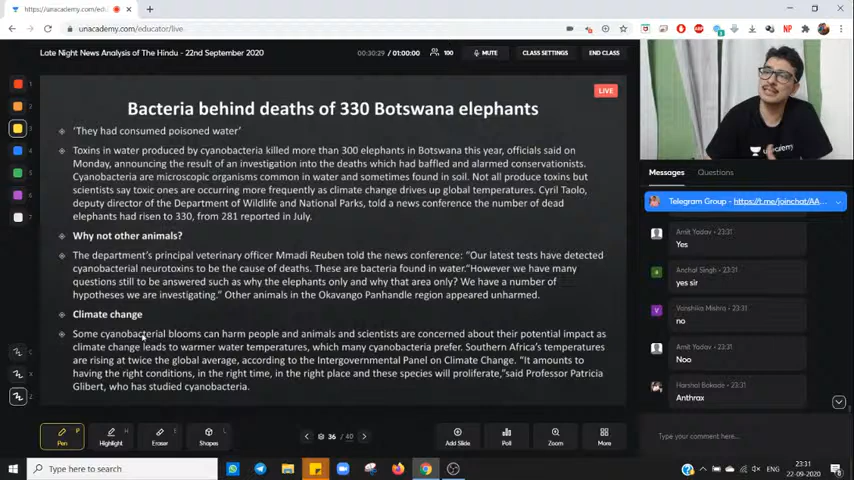 https://unacademy.com/edu
unacademy.com/educator/live
NP
Late Night News Analysis of The Hindu - 22nd September 2020
00:30:29 / 01:00:00
100
MUTE
CLASS SETTINGS
END CLASS
LIVE
Bacteria behind deaths of 330 Botswana elephants
'They had consumed poisoned water'
Toxins in water produced by cyanobacteria killed more than 300 elephants in Botswana this year, officials said on
Monday, announcing the result of an investigation into the deaths which had baffled and alarmed conservationists.
Cyanobacteria are microscopic organisms common in water and sometimes found in soil. Not all produce toxins but
scientists say toxic ones are occurring more frequently as climate change drives up global temperatures. Cyril Taolo,
deputy director of the Department of Wildlife and National Parks, told a news conference the number of dead
elephants had risen to 330, from 281 reported in July.
Why not other animals?
The department's principal veterinary officer Mmadi Reuben told the news conference: "Our latest tests have detected
cyanobacterial neurotoxins to be the cause of deaths. These are bacteria found in water."However we have many
questions still to be answered such as why the elephants only and why that area only? We have a number of
hypotheses we are investigating." Other animals in the Okavango Panhandle region appeared unharmed.
Climate change
Some cyanobacterial blooms can harm people and animals and scientists are concerned about their potential impact as
climate change leads to warmer water temperatures, which many cyanobacteria prefer. Southern Africa's temperatures
are rising at twice the global average, according to the Intergovernmental Panel on Climate Change. "It amounts to
having the right conditions, in the right time, in the right place and these species will proliferate,"said Professor Patricia
Glibert, who has studied cyanobacteria.
Messages
Questions
Telegram Group - https://t.me/joinchat/AA...
Amit Yadav · 23:31
Yes
Anchal Singh · 23:31
yes sir
Vanshika Mishra · 23:31
no
Amit Yadav · 23:31
Noo
Harshal Bokade · 23:31
Anthrax
Type your comment here...
Pen
Highlight
Eraser
Shapes
36 / 40
Add Slide
Poll
Zoom
More
Type here to search
ENG
23:31
22-09-2020